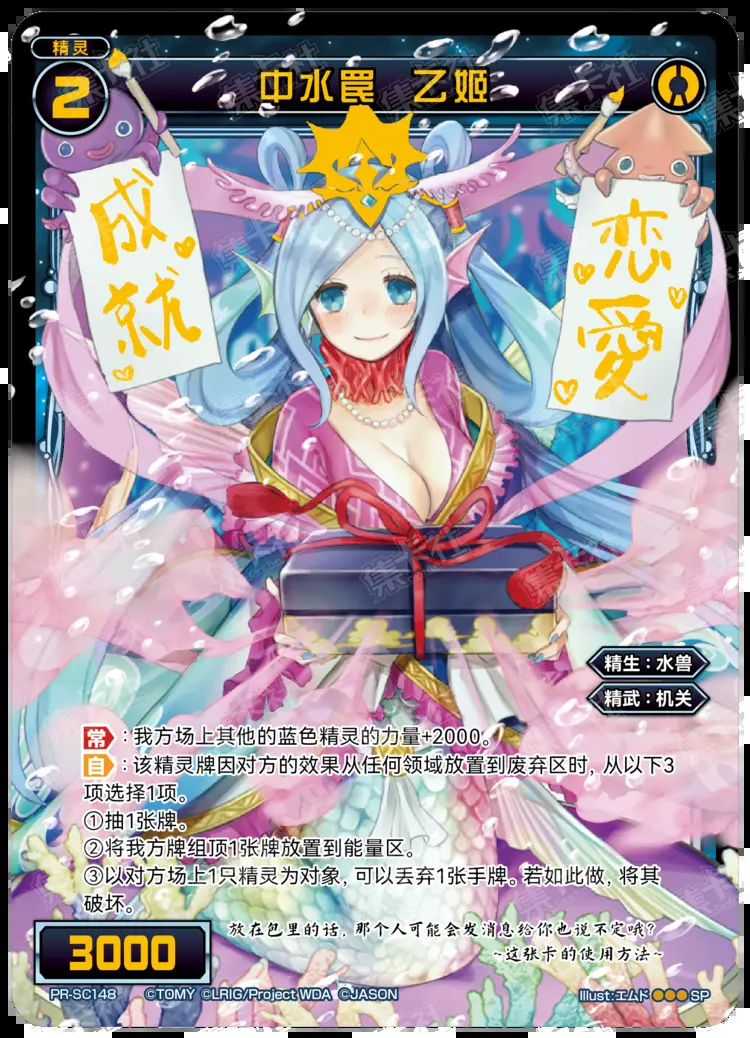 精灵
2
中水罠 乙姬
成就
恋愛
精生：水兽
精武：机关
常：我方场上其他的蓝色精灵的力量+2000。
自：该精灵牌因对方的效果从任何领域放置到废弃区时，从以下3
项选择1项。
①抽1张牌。
②将我方牌组顶1张牌放置到能量区。
③以对方场上1只精灵为对象，可以丢弃1张手牌。若如此做，将其
破坏。
放在包里的话，那个人可能会发消息给你也说不定哦？
~这张卡的使用方法~
3000
PR-SC148 ©TOMY ©LRIG/Project WDA ©JASON
Illust:エムド SP
集卡社